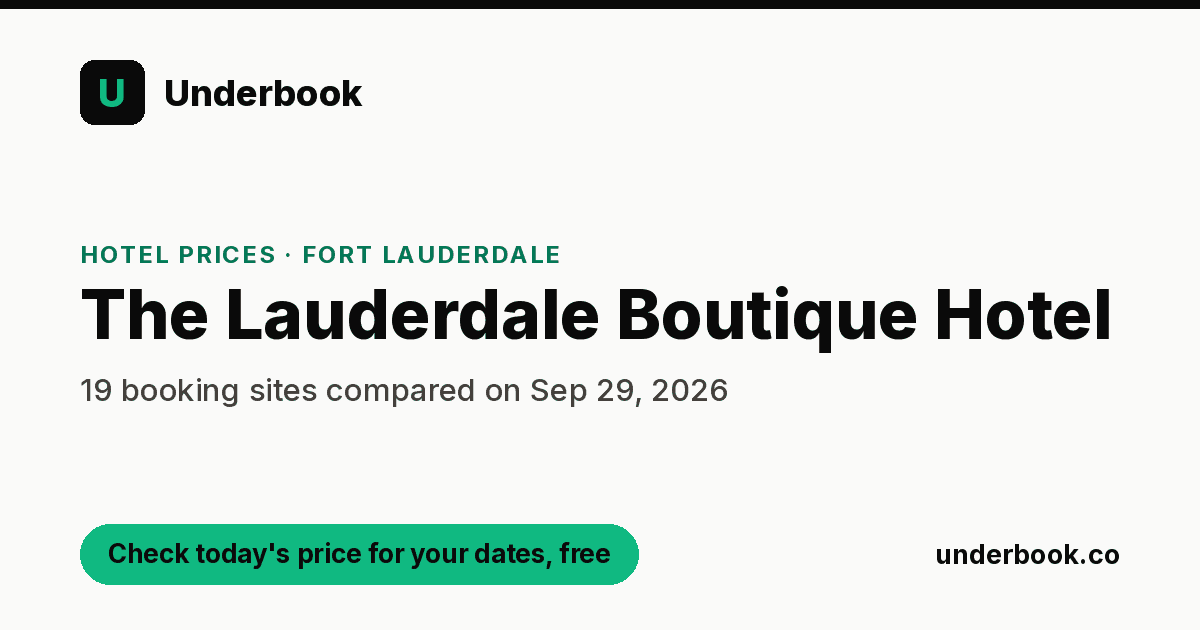 U Underbook
HOTEL PRICES · FORT LAUDERDALE
The Lauderdale Boutique Hotel
19 booking sites compared on Sep 29, 2026
Check today's price for your dates, free
underbook.co